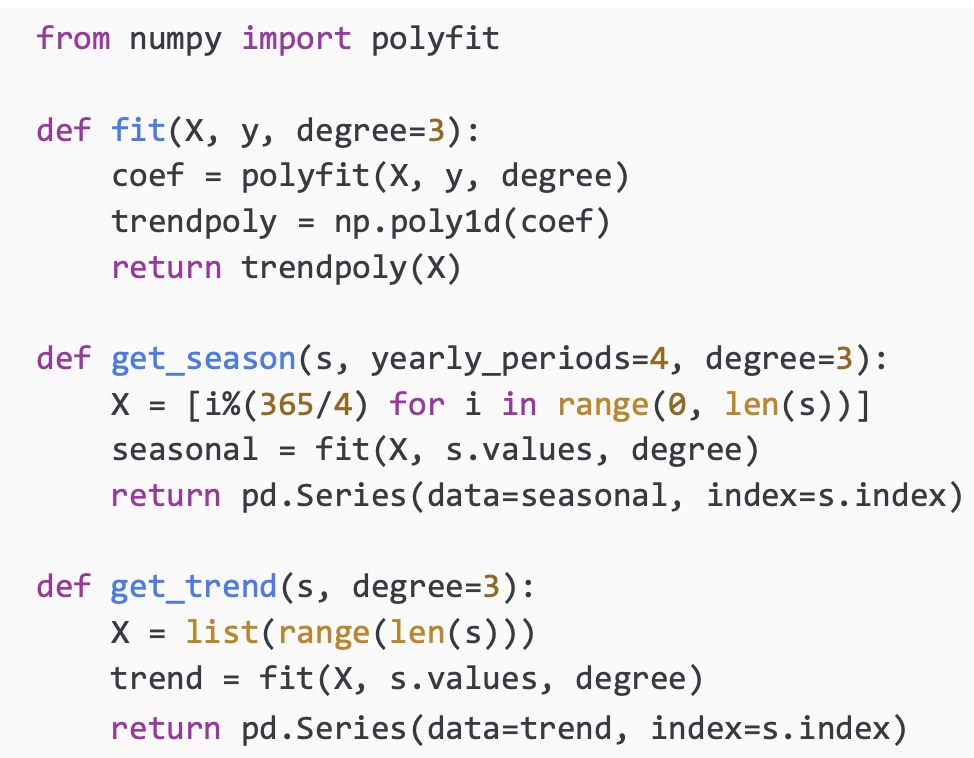 from numpy import polyfit

def fit(X, y, degree=3):
    coef = polyfit(X, y, degree)
    trendpoly = np.poly1d(coef)
    return trendpoly(X)

def get_season(s, yearly_periods=4, degree=3):
    X = [i%(365/4) for i in range(0, len(s))]
    seasonal = fit(X, s.values, degree)
    return pd.Series(data=seasonal, index=s.index)

def get_trend(s, degree=3):
    X = list(range(len(s)))
    trend = fit(X, s.values, degree)
    return pd.Series(data=trend, index=s.index)